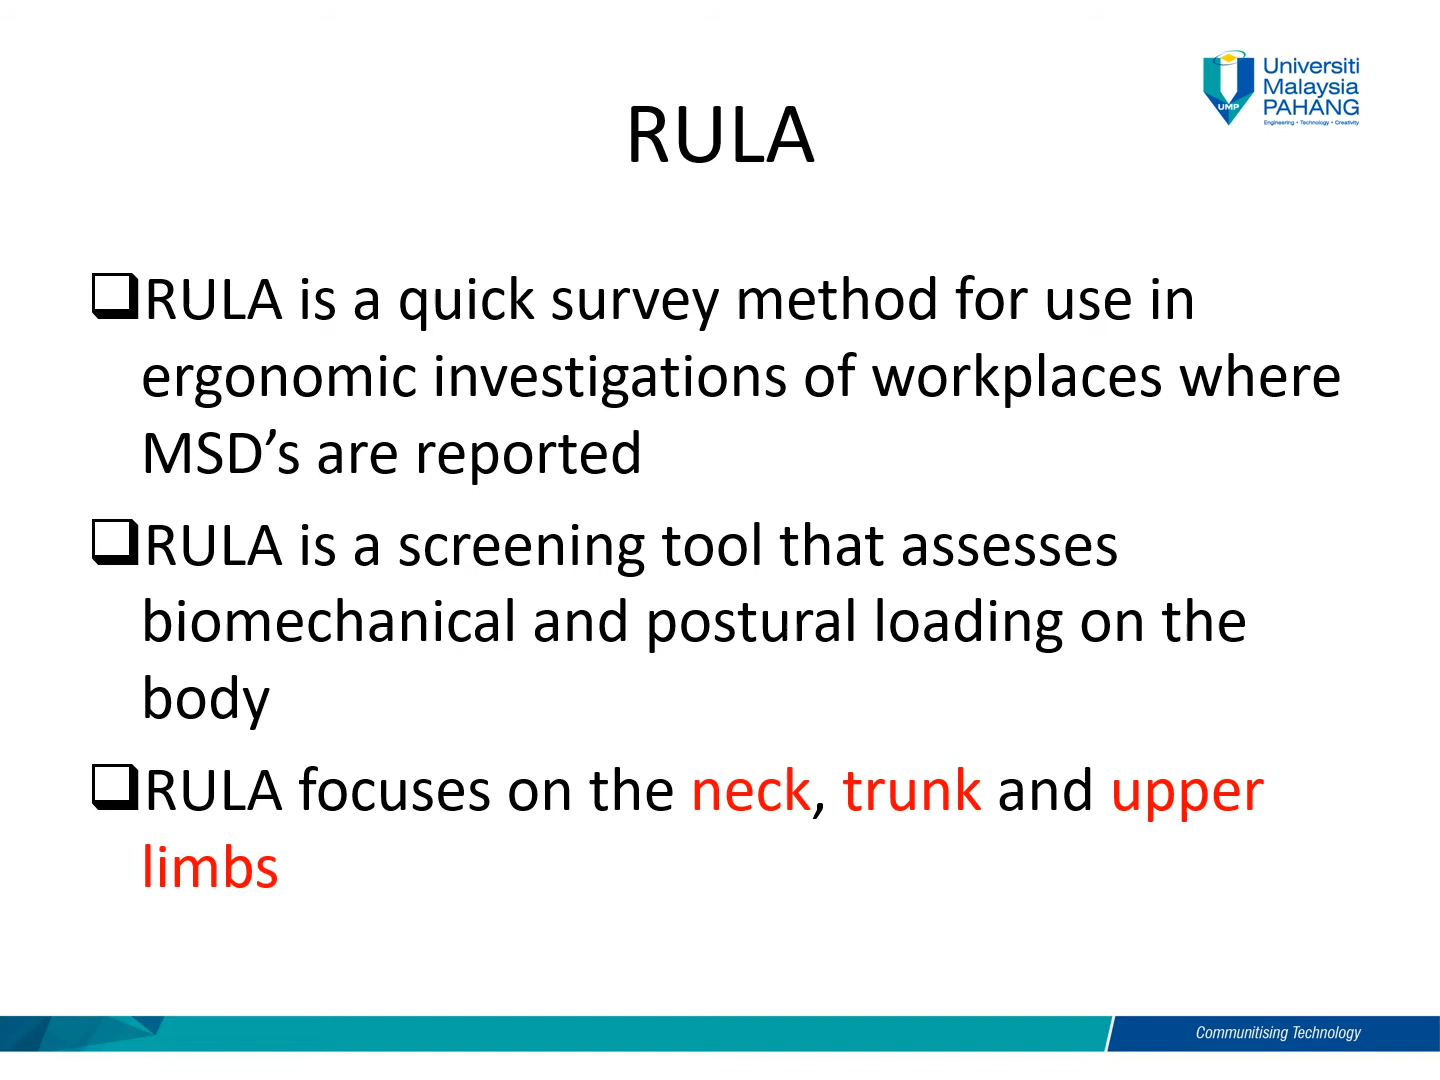 Universiti
Malaysia
PAHANG
Engineering • Technology • Creativity
UMP
RULA
RULA is a quick survey method for use in
ergonomic investigations of workplaces where
MSD’s are reported
RULA is a screening tool that assesses
biomechanical and postural loading on the
body
RULA focuses on the neck, trunk and upper
limbs
Communitising Technology